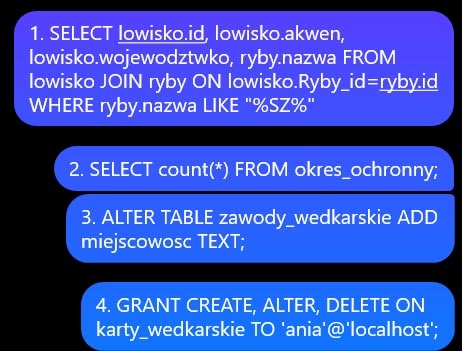 1. SELECT lowisko.id, lowisko.akwen,
lowisko.wojewodztwko, ryby.nazwa FROM
lowisko JOIN ryby ON lowisko.Ryby_id=ryby.id
WHERE ryby.nazwa LIKE "%SZ%"
2. SELECT count(*) FROM okres_ochronny;
3. ALTER TABLE zawody_wedkarskie ADD
miejscowosc TEXT;
4. GRANT CREATE, ALTER, DELETE ON
karty_wedkarskie TO 'ania'@'localhost';